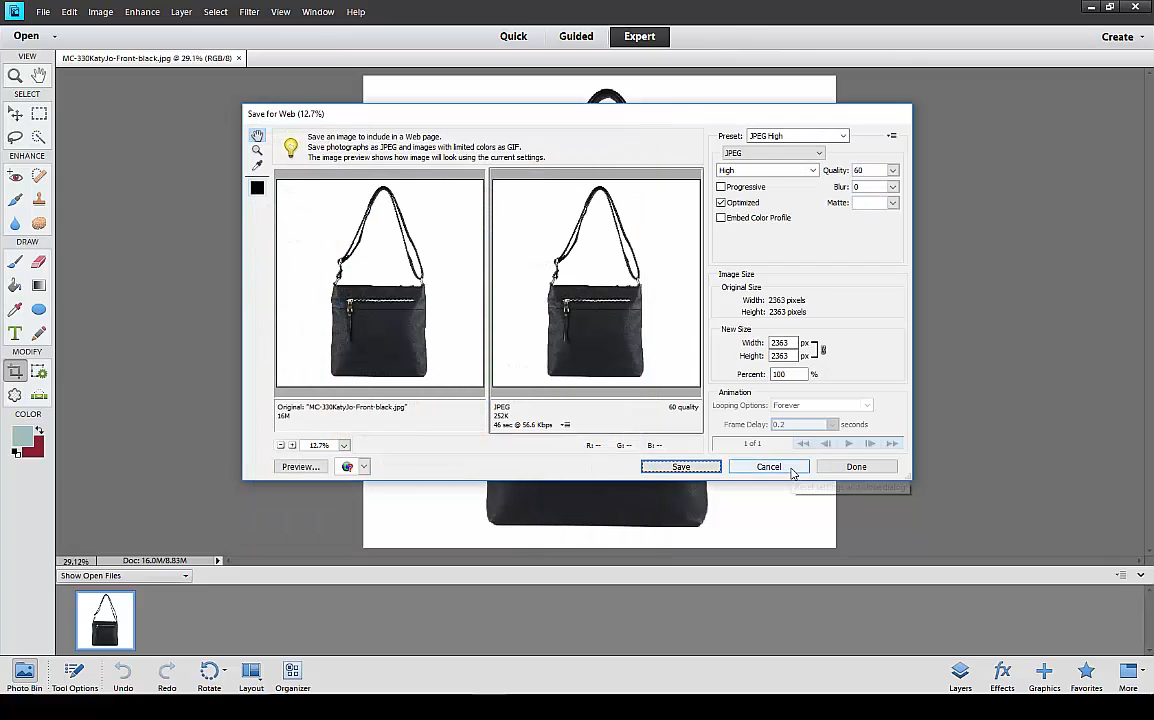 File Edit Image Enhance Layer Select Filter View Window Help
Open Quick Guided Expert Create
VIEW
MC-330KatyJo-Front-black.jpg @ 29.1% (RGB/8) ×
SELECT
ENHANCE
DRAW
T
MODIFY
COLOR
Save for Web (12.7%)
Save an image to include in a Web page.
Save photographs as JPEG and images with limited colors as GIF.
The image preview shows how image will look using the current settings.
Original: "MC-330KatyJo-Front-black.jpg"
16M
JPEG 60 quality
252K
46 sec @ 56.6 Kbps
12.7% R: -- G: -- B: --
Preview... Save Cancel Done
Preset: JPEG High
JPEG
High Quality: 60
Progressive Blur: 0
Optimized Matte:
Embed Color Profile
Image Size
Original Size
Width: 2363 pixels
Height: 2363 pixels
New Size
Width: 2363 px
Height: 2363 px
Percent: 100 %
Animation
Looping Options: Forever
Frame Delay: 0.2 seconds
1 of 1
29.12% Doc: 16.0M/8.83M
Show Open Files
Photo Bin Tool Options Undo Redo Rotate Layout Organizer Layers Effects Graphics Favorites More